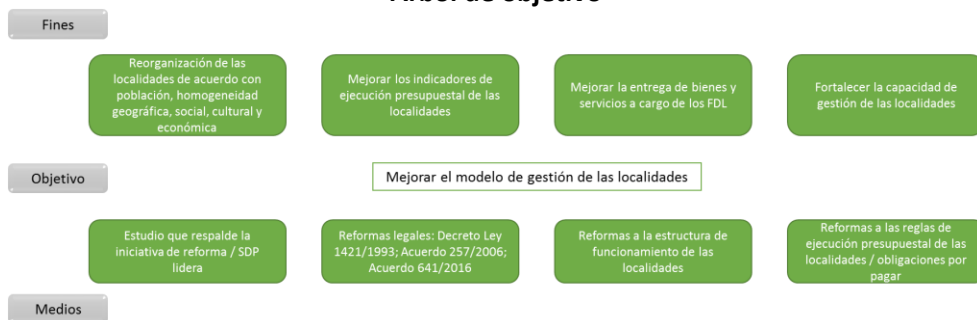 Árbol de objetivo
Fines
Reorganización de las
localidades de acuerdo con
población, homogeneidad
geográfica, social, cultural y
económica
Mejorar los indicadores de
ejecución presupuestal de las
localidades
Mejorar la entrega de bienes y
servicios a cargo de los FDL
Fortalecer la capacidad de
gestión de las localidades
Objetivo
Mejorar el modelo de gestión de las localidades
Estudio que respalde la
iniciativa de reforma / SDP
lidera
Reformas legales: Decreto Ley
1421/1993; Acuerdo 257/2006;
Acuerdo 641/2016
Reformas a la estructura de
funcionamiento de las
localidades
Reformas a las reglas de
ejecución presupuestal de las
localidades / obligaciones por
pagar
Medios